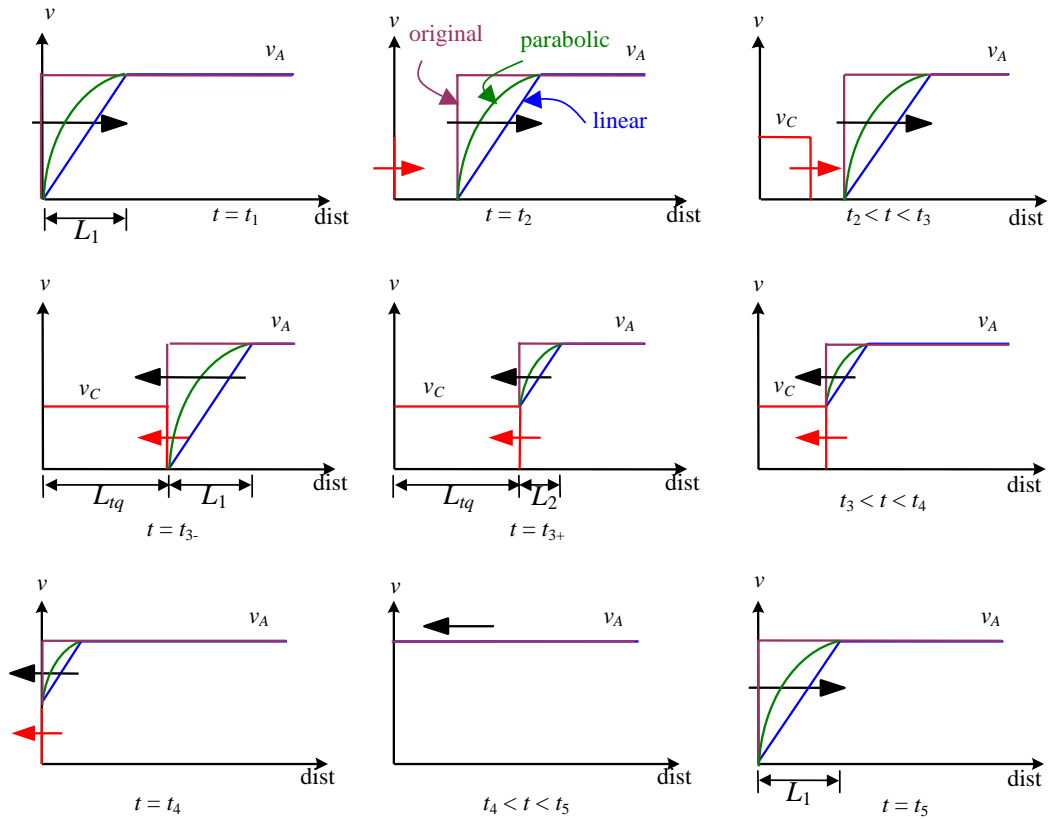 v
v_A
L_1
t = t_1
dist
v
original
parabolic
v_A
linear
t = t_2
dist
v
v_A
v_C
t_2 < t < t_3
dist
v
v_A
v_C
dist
L_tq
L_1
t = t_3-
v
v_A
v_C
dist
L_tq
L_2
t = t_3+
v
v_A
v_C
dist
t_3 < t < t_4
v
v_A
dist
t = t_4
v
v_A
dist
t_4 < t < t_5
v
v_A
dist
L_1
t = t_5